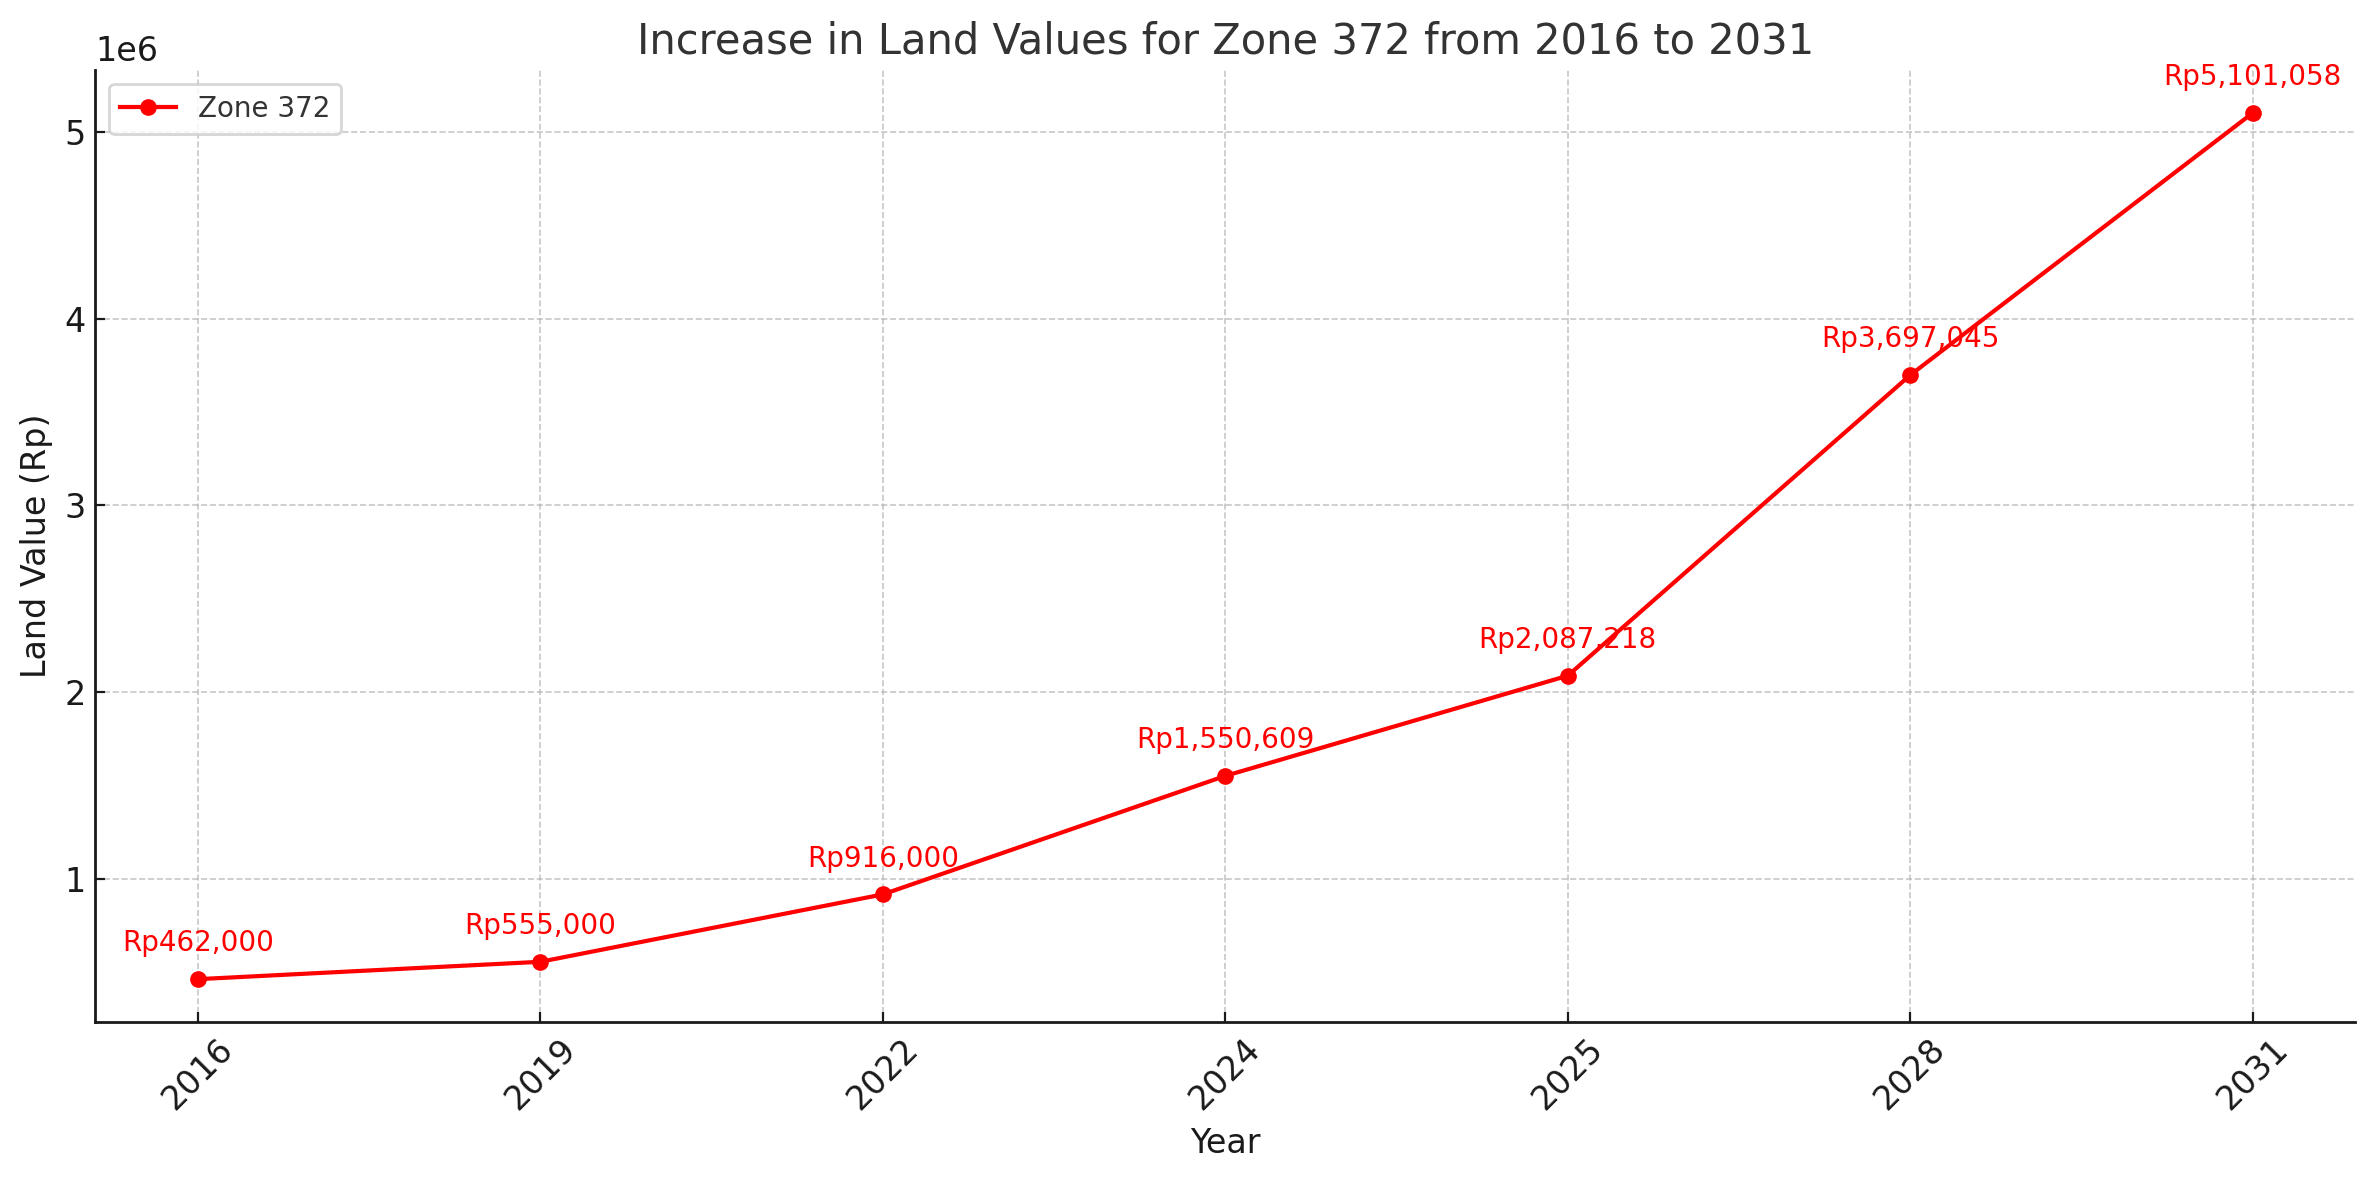 Increase in Land Values for Zone 372 from 2016 to 2031
1e6
Zone 372
Rp5,101,058
5
4
Rp3,697,045
3
Land Value (Rp)
Rp2,087,218
2
Rp1,550,609
Rp916,000
1
Rp555,000
Rp462,000
2016
2019
2022
2024
2025
2028
2031
Year